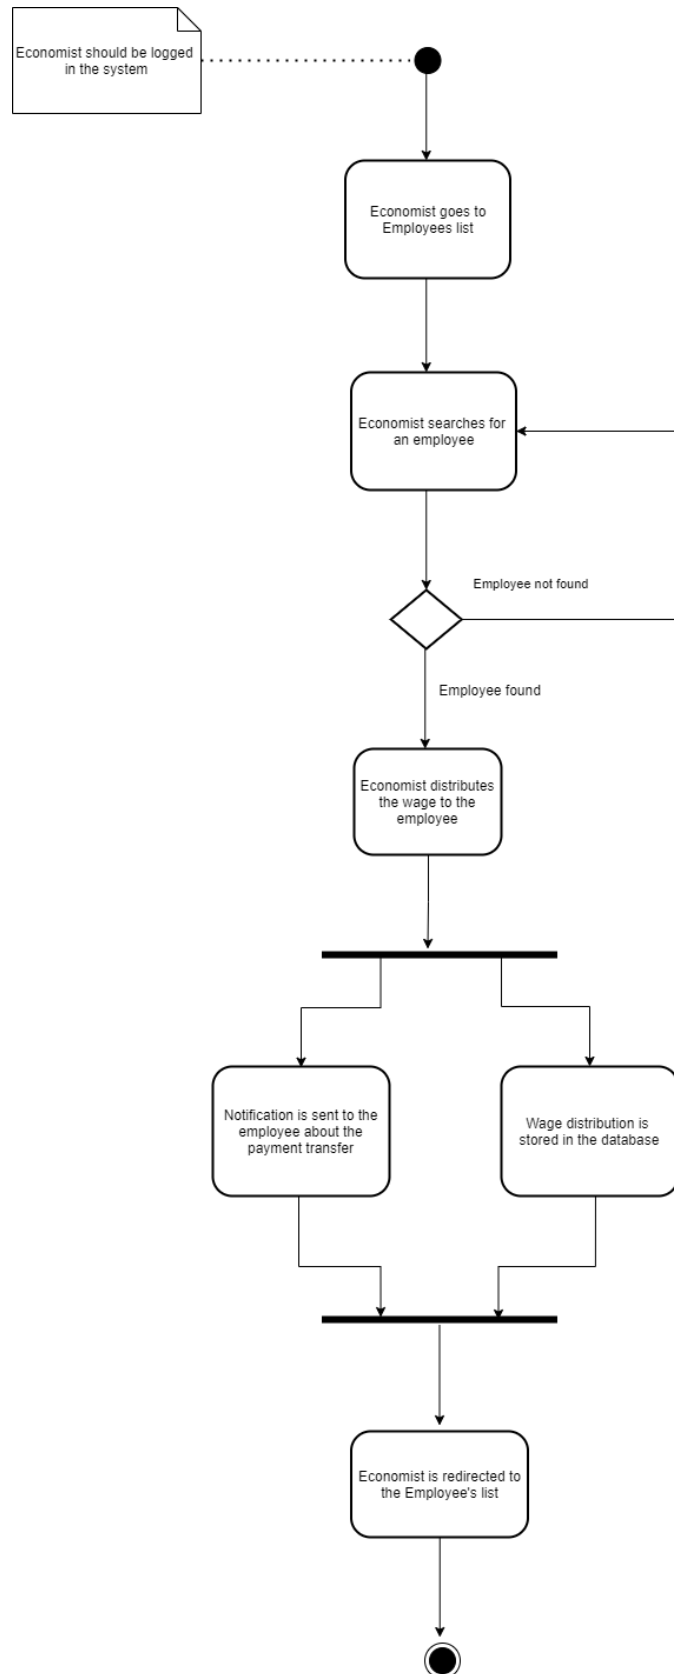 Economist should be logged
in the system
Economist goes to
Employees list
Economist searches for
an employee
Employee not found
Employee found
Economist distributes
the wage to the
employee
Notification is sent to the
employee about the
payment transfer
Wage distribution is
stored in the database
Economist is redirected to
the Employee's list